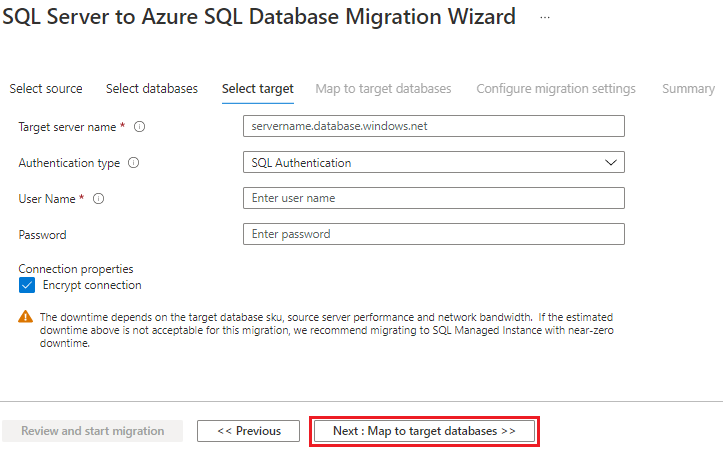 SQL Server to Azure SQL Database Migration Wizard ...
Select source Select databases Select target Map to target databases Configure migration settings Summary
Target server name * servername.database.windows.net
Authentication type SQL Authentication
User Name * Enter user name
Password Enter password
Connection properties
Encrypt connection
The downtime depends on the target database sku, source server performance and network bandwidth. If the estimated
downtime above is not acceptable for this migration, we recommend migrating to SQL Managed Instance with near-zero
downtime.
Review and start migration << Previous Next : Map to target databases >>